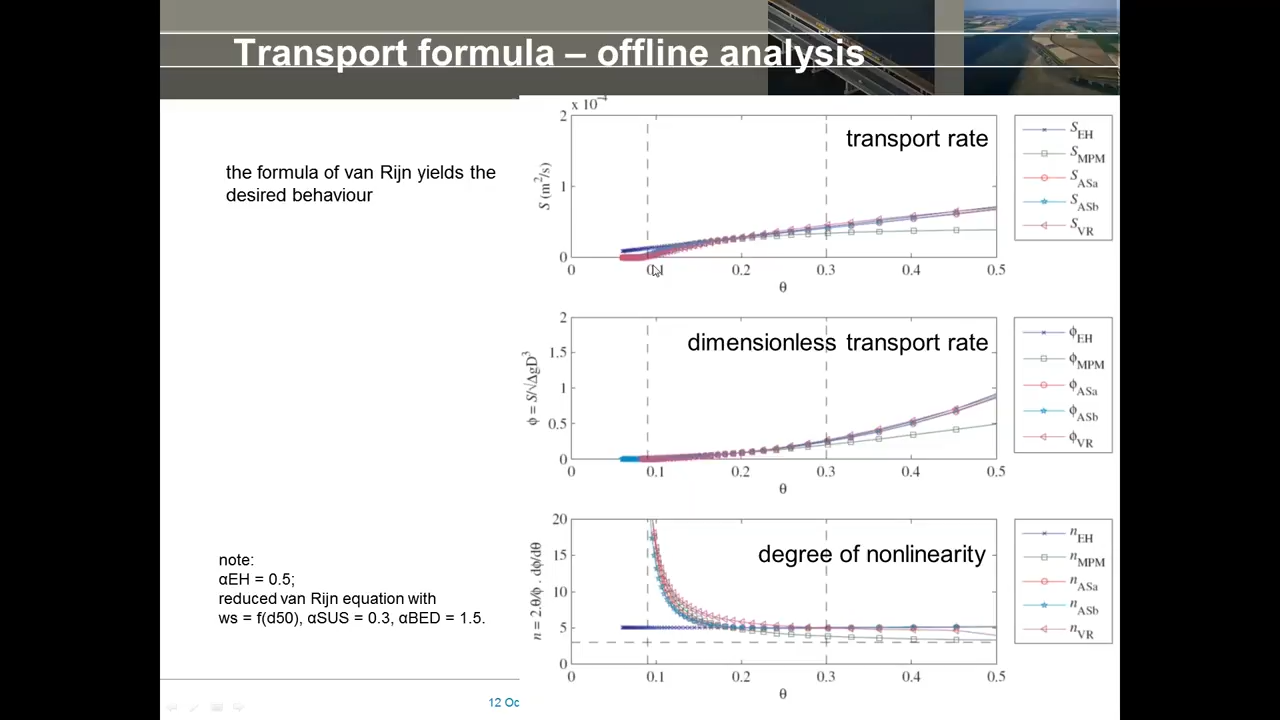 Transport formula – offline analysis
the formula of van Rijn yields the
desired behaviour
note:
αEH = 0.5;
reduced van Rijn equation with
ws = f(d50), αSUS = 0.3, αBED = 1.5.
12 Oc
x 10⁻⁴
transport rate
2
1
0
S (m²/s)
0 0.1 0.2 0.3 0.4 0.5
θ
S_EH
S_MPM
S_ASa
S_ASb
S_VR
dimensionless transport rate
2
1.5
1
0.5
0
ϕ = S/√ΔgD³
0 0.1 0.2 0.3 0.4 0.5
θ
ϕ_EH
ϕ_MPM
ϕ_ASa
ϕ_ASb
ϕ_VR
degree of nonlinearity
20
15
10
5
0
n = 2.θ/ϕ . dϕ/dθ
0 0.1 0.2 0.3 0.4 0.5
θ
n_EH
n_MPM
n_ASa
n_ASb
n_VR